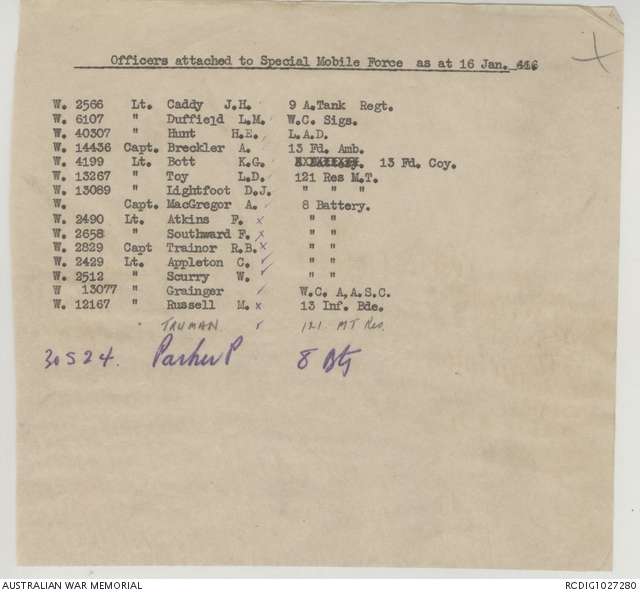 Officers attached to Special Mobile Force as at 16 Jan.
W. 2566 Lt. Caddy J.H. ✓ 9 A.Tank Regt.
W. 6107 " Duffield L.M. ✓ W.C. Sigs.
W. 40307 " Hunt H.E. ✓ L.A.D.
W. 14436 Capt. Breckler A. ✓ 13 Fd. Amb.
W. 4199 Lt. Bott K.G. ✓ 13 Fd. Coy.
W. 13267 " Toy L.D. ✓ 121 Res M.T.
W. 13089 " Lightfoot D.J. " " "
W. Capt. MacGregor A. ✓ 8 Battery.
W. 2490 Lt. Atkins F. x " "
W. 2658 " Southward F. x " "
W. 2829 Capt Trainor R.B. x " "
W. 2429 Lt. Appleton C. ✓ " "
W. 2512 " Scurry W. ✓ " "
W 13077 " Grainger ✓ W.C. A.A.S.C.
W. 12167 " Russell M. x 13 Inf. Bde.
TRUMAN ✓ 121 MT Res.
30524. Parker P 8 Bty
AUSTRALIAN WAR MEMORIAL
RCDIG1027280